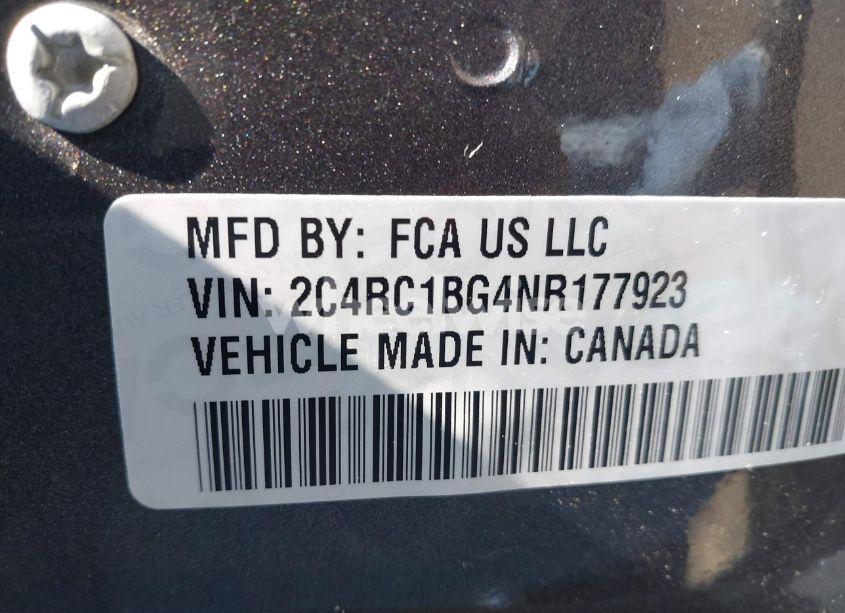 MFD BY: FCA US LLC
VIN: 2C4RC1BG4NR177923
VEHICLE MADE IN: CANADA